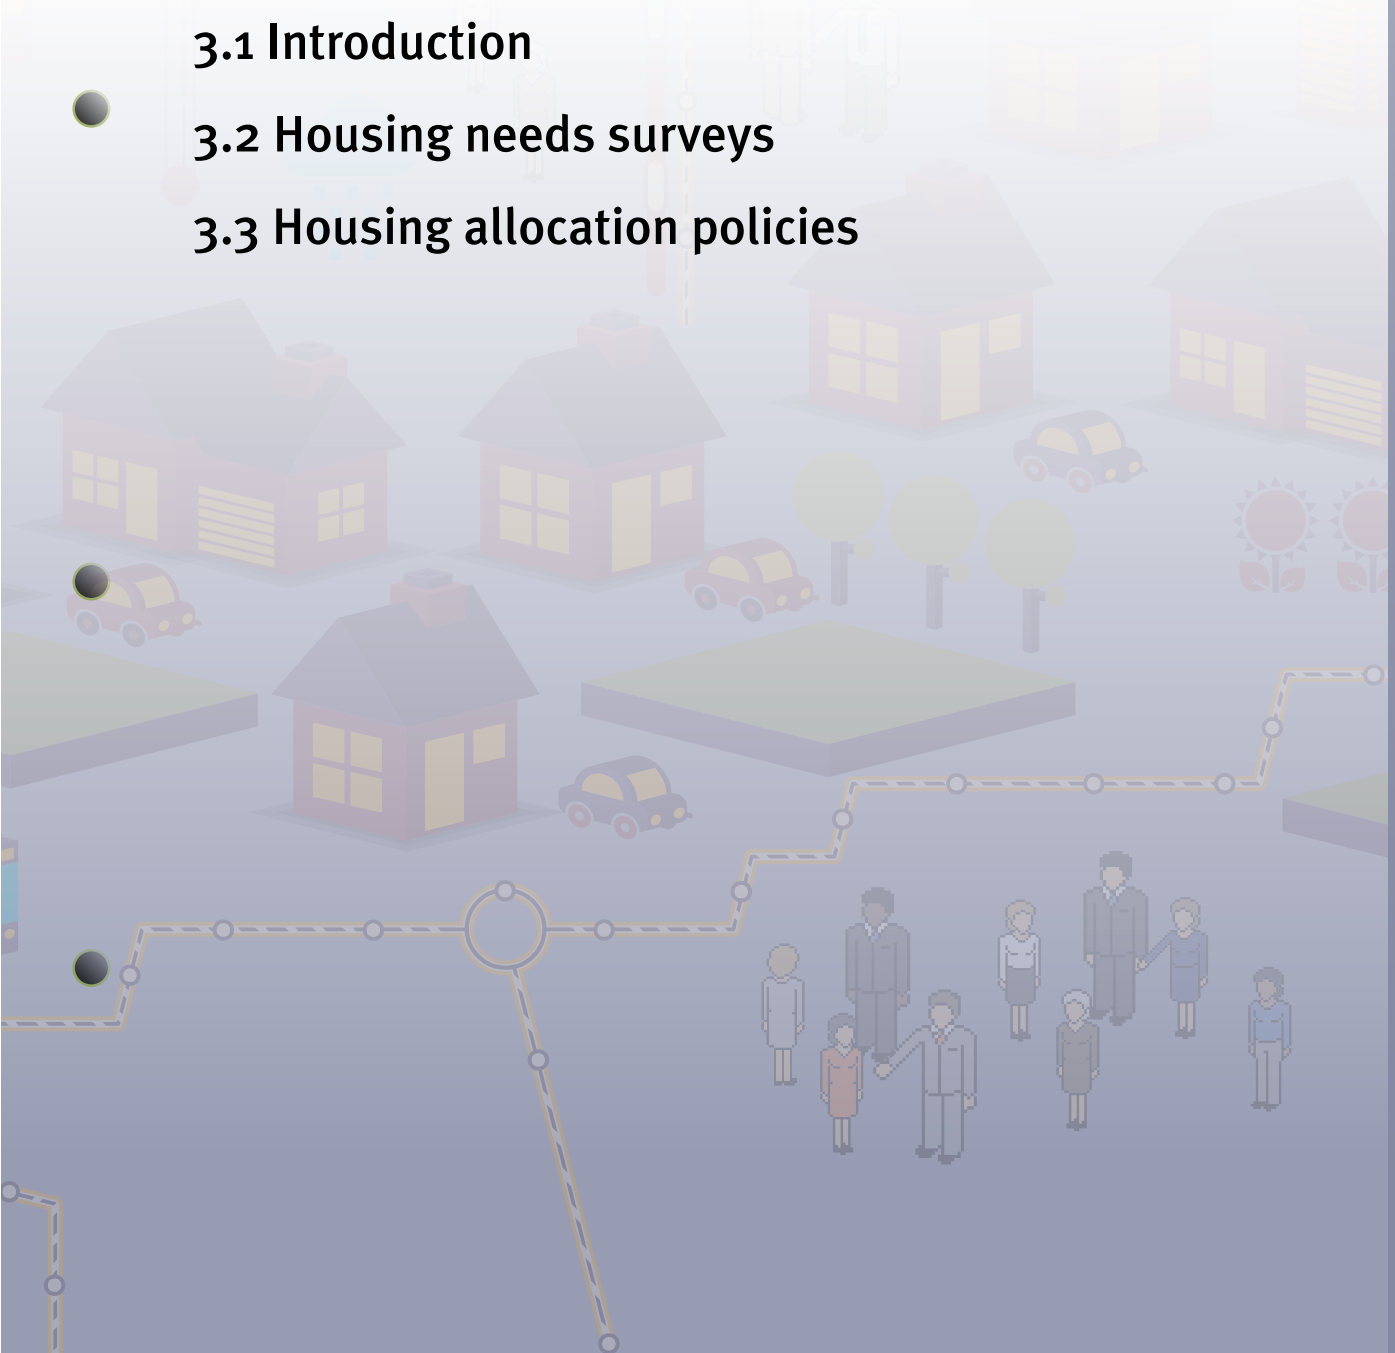 3.1 Introduction
3.2 Housing needs surveys
3.3 Housing allocation policies